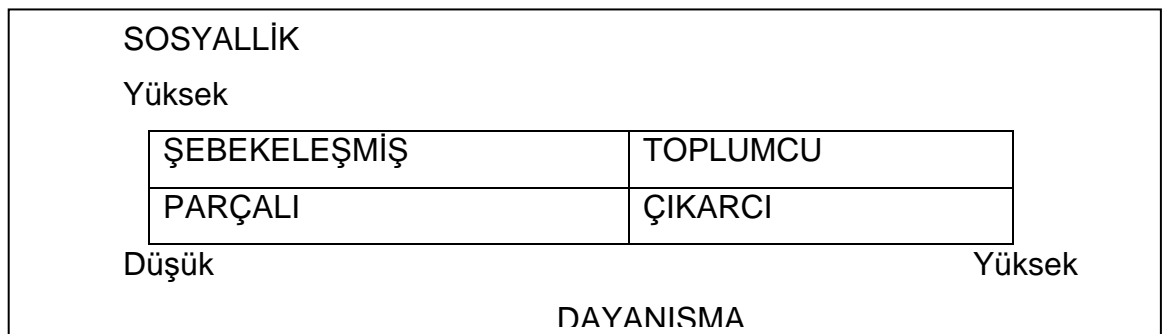 SOSYALLİK
Yüksek
ŞEBEKELEŞMİŞ TOPLUMCU
PARÇALI ÇIKARCI
Düşük Yüksek
DAYANIŞMA